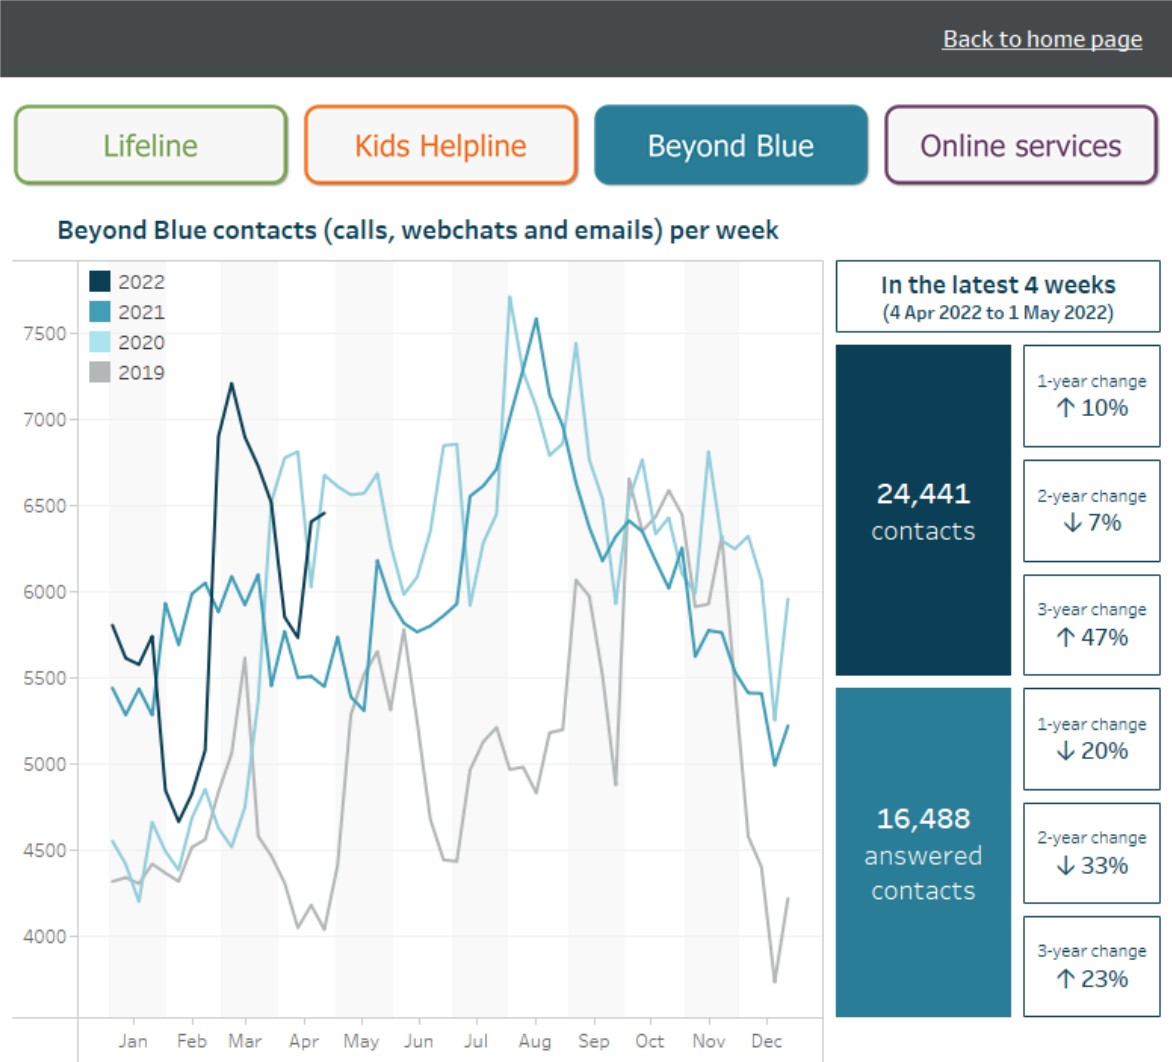 Back to home page
Lifeline
Kids Helpline
Beyond Blue
Online services
Beyond Blue contacts (calls, webchats and emails) per week
2022
2021
2020
2019
7500
7000
6500
6000
5500
5000
4500
4000
Jan Feb Mar Apr May Jun Jul Aug Sep Oct Nov Dec
In the latest 4 weeks
(4 Apr 2022 to 1 May 2022)
24,441
contacts
1-year change
↑ 10%
2-year change
↓ 7%
3-year change
↑ 47%
16,488
answered
contacts
1-year change
↓ 20%
2-year change
↓ 33%
3-year change
↑ 23%